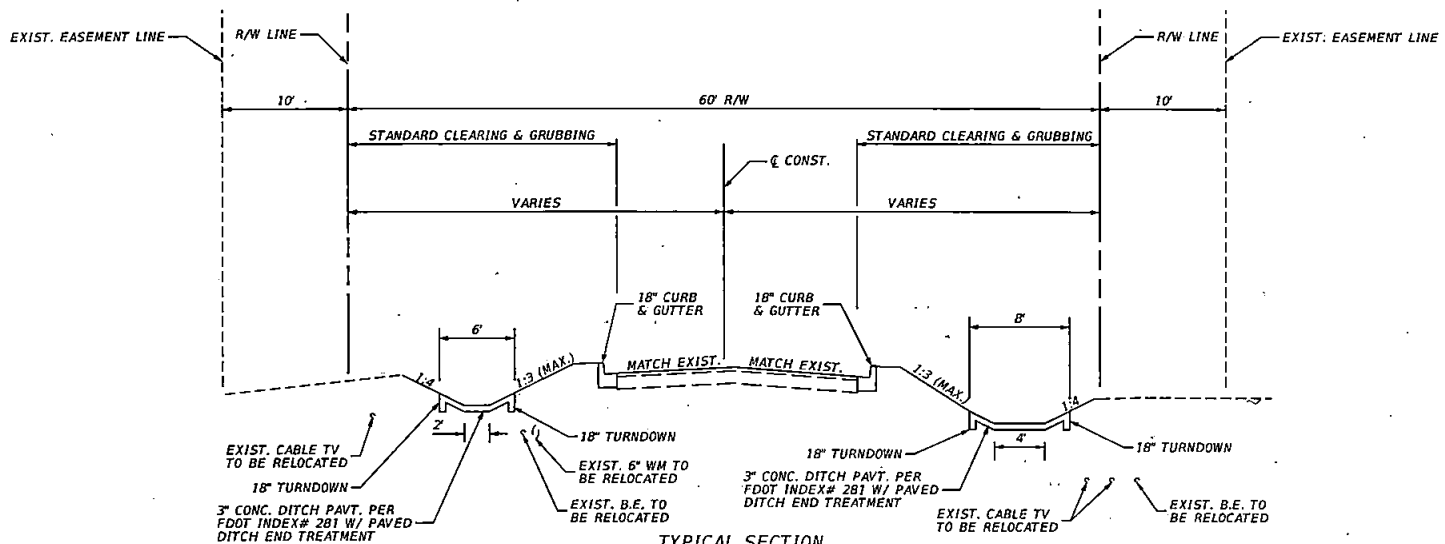 EXIST. EASEMENT LINE
R/W LINE
R/W LINE
EXIST. EASEMENT LINE
10'
60' R/W
10'
STANDARD CLEARING & GRUBBING
STANDARD CLEARING & GRUBBING
℄ CONST.
VARIES
VARIES
18" CURB
& GUTTER
18" CURB
& GUTTER
6'
8'
1:4
1:3 (MAX.)
MATCH EXIST.
MATCH EXIST.
1:3 (MAX.)
1:4
2'
18" TURNDOWN
EXIST. CABLE TV
TO BE RELOCATED
18" TURNDOWN
EXIST. 6" WM TO
BE RELOCATED
EXIST. B.E. TO
BE RELOCATED
3" CONC. DITCH PAVT. PER
FDOT INDEX# 281 W/ PAVED
DITCH END TREATMENT
4'
18" TURNDOWN
18" TURNDOWN
3" CONC. DITCH PAVT. PER
FDOT INDEX# 281 W/ PAVED
DITCH END TREATMENT
EXIST. CABLE TV
TO BE RELOCATED
EXIST. B.E. TO
BE RELOCATED
TYPICAL SECTION